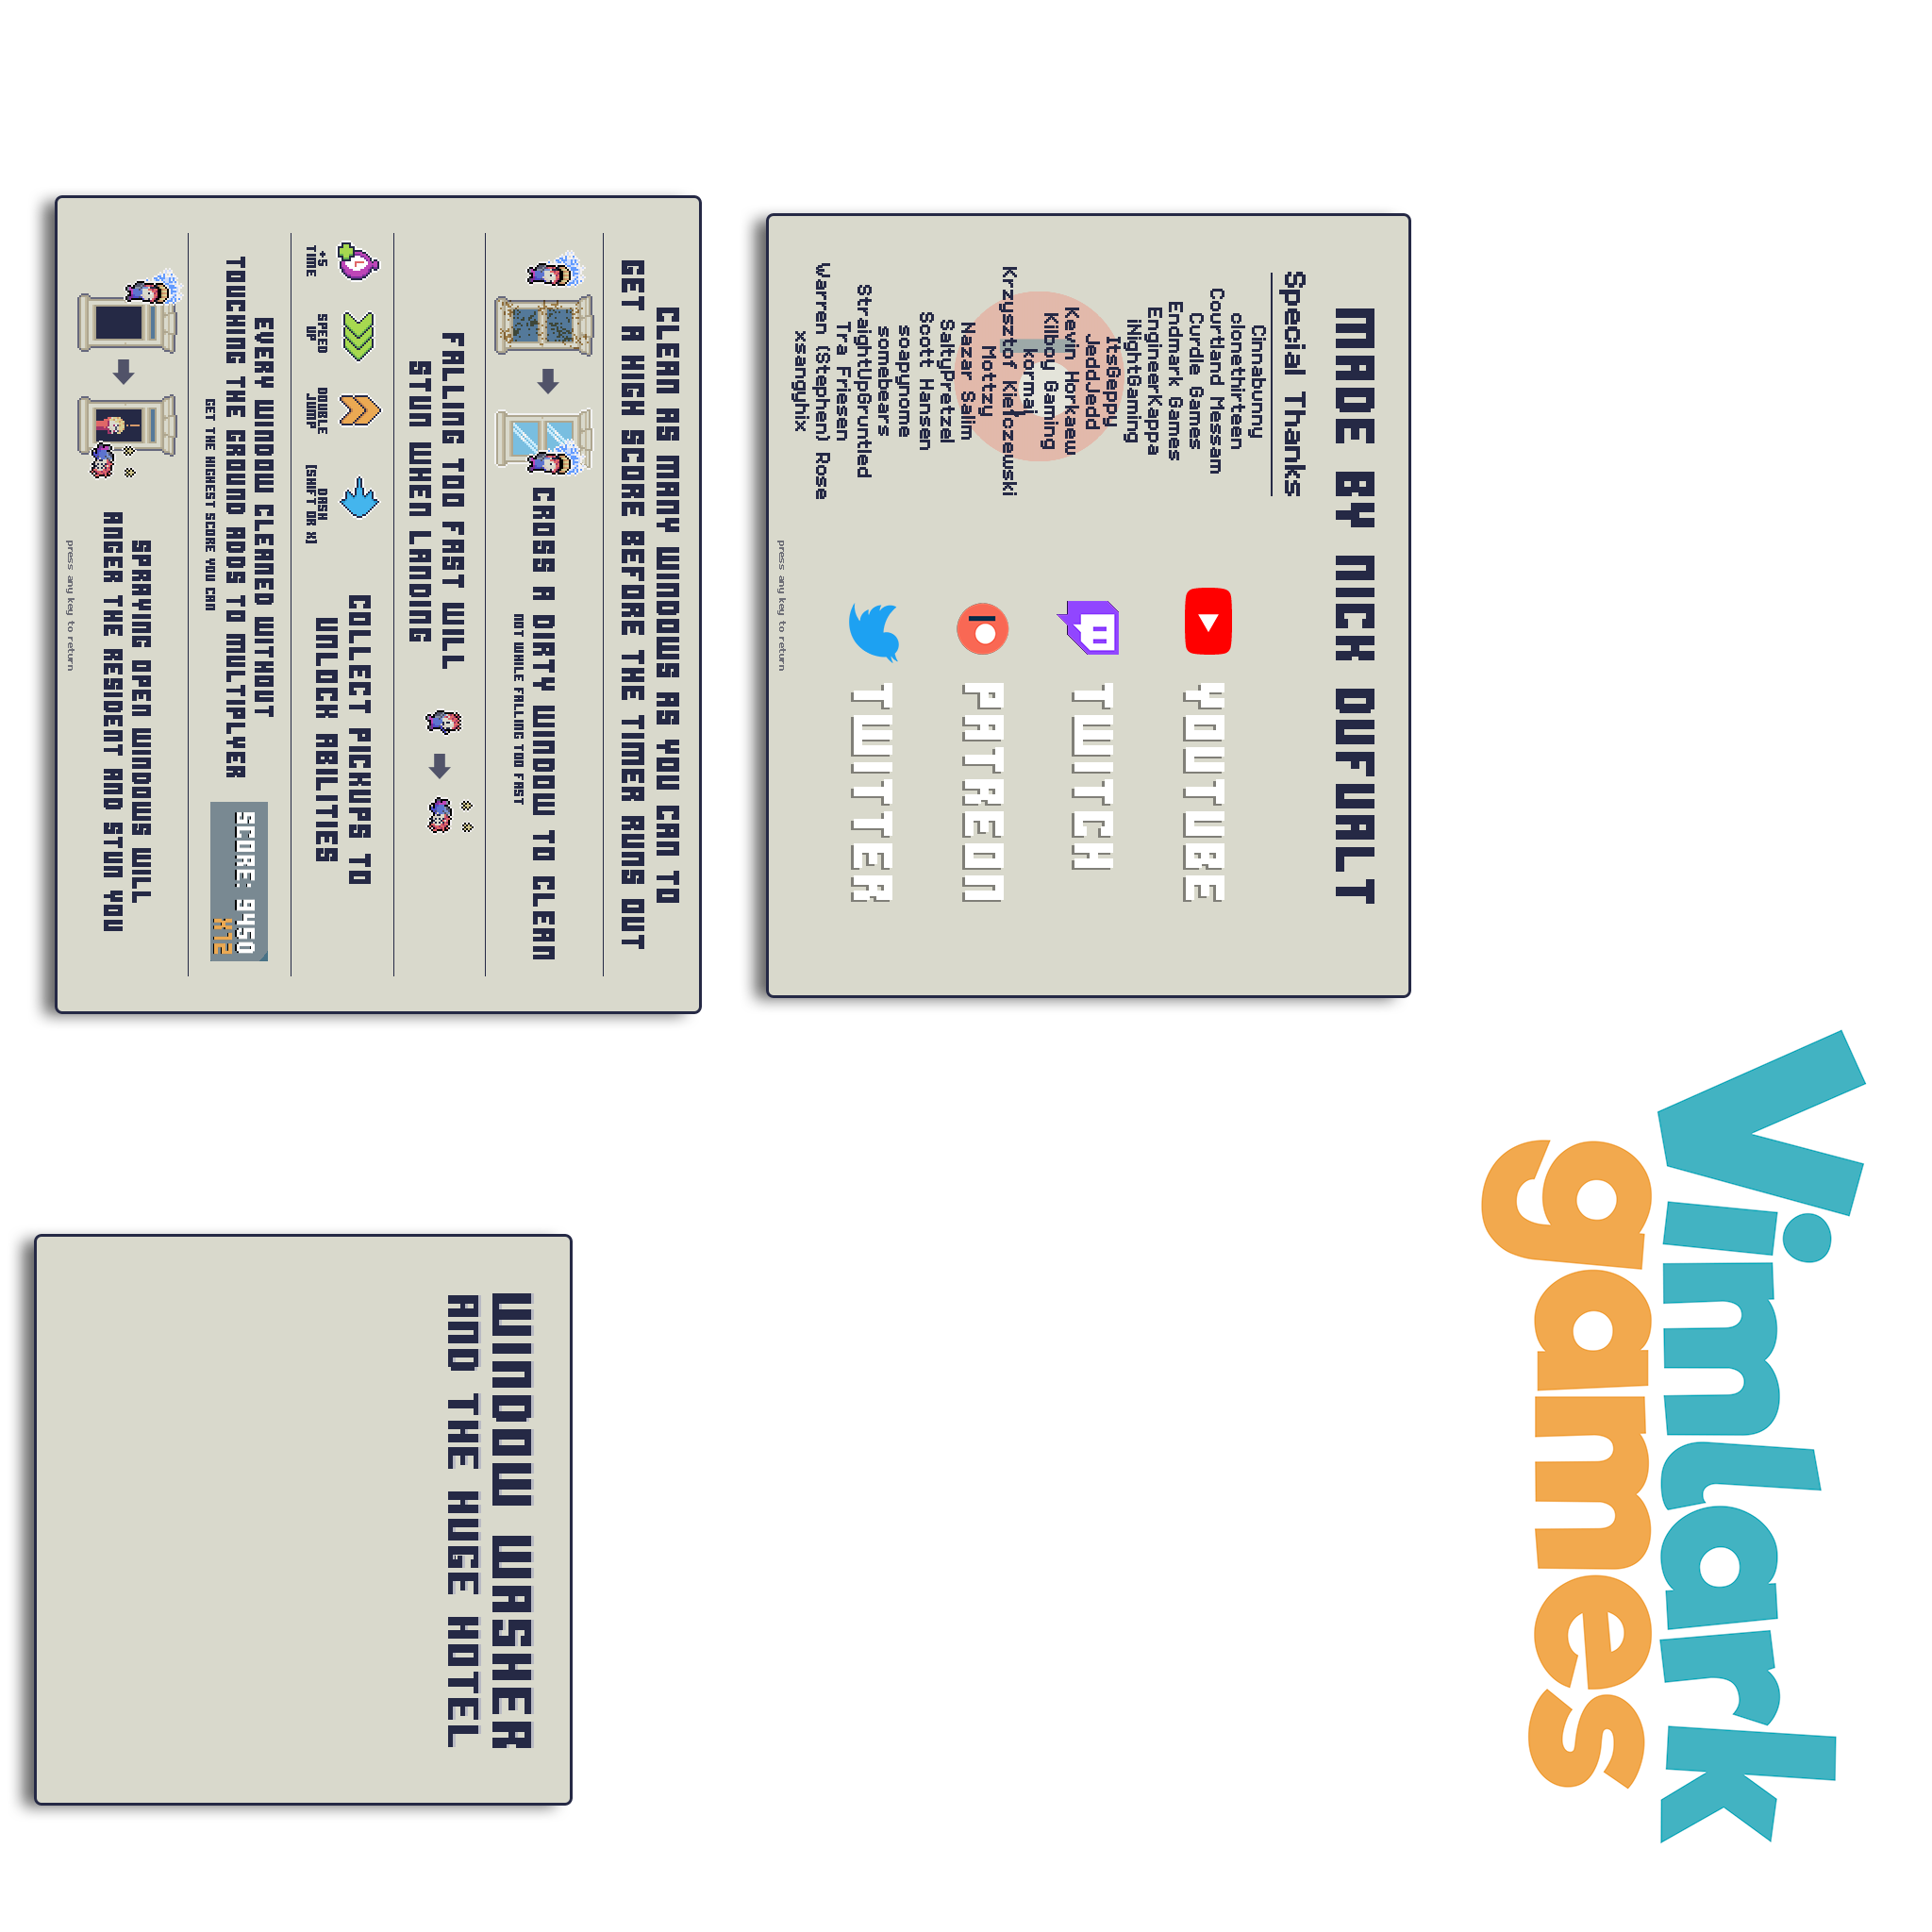 CLEAN AS MANY WINDOWS AS YOU CAN TO
GET A HIGH SCORE BEFORE THE TIMER RUNS OUT
CROSS A DIRTY WINDOW TO CLEAN
NOT WHILE FALLING TOO FAST
FALLING TOO FAST WILL
STUN WHEN LANDING
+5
TIME
SPEED
UP
DOUBLE
JUMP
DASH
[SHIFT OR X]
COLLECT PICKUPS TO
UNLOCK ABILITIES
EVERY WINDOW CLEANED WITHOUT
TOUCHING THE GROUND ADDS TO MULTIPLYER
GET THE HIGHEST SCORE YOU CAN
SCORE: 9450
X12
SPRAYING OPEN WINDOWS WILL
ANGER THE RESIDENT AND STUN YOU
press any key to return
MADE BY NICK DUFUALT
Special Thanks
Cinnabunny
clonethirteen
Courtland Messam
Curdle Games
Endmark Games
EngineerKappa
iNightGaming
ItsGeppy
JeddJedd
Kevin Horkaew
Kilboy Gaming
kormai
Krzysztof Kielczewski
Mottzy
Nazar Salim
SaltyPretzel
Scott Hansen
soapynome
somebears
StraightUpGruntled
Tra Friesen
Warren (Stephen) Rose
xsangyhix
YOUTUBE
TWITCH
PATREON
TWITTER
press any key to return
WINDOW WASHER
AND THE HUGE HOTEL
Vimlark
games